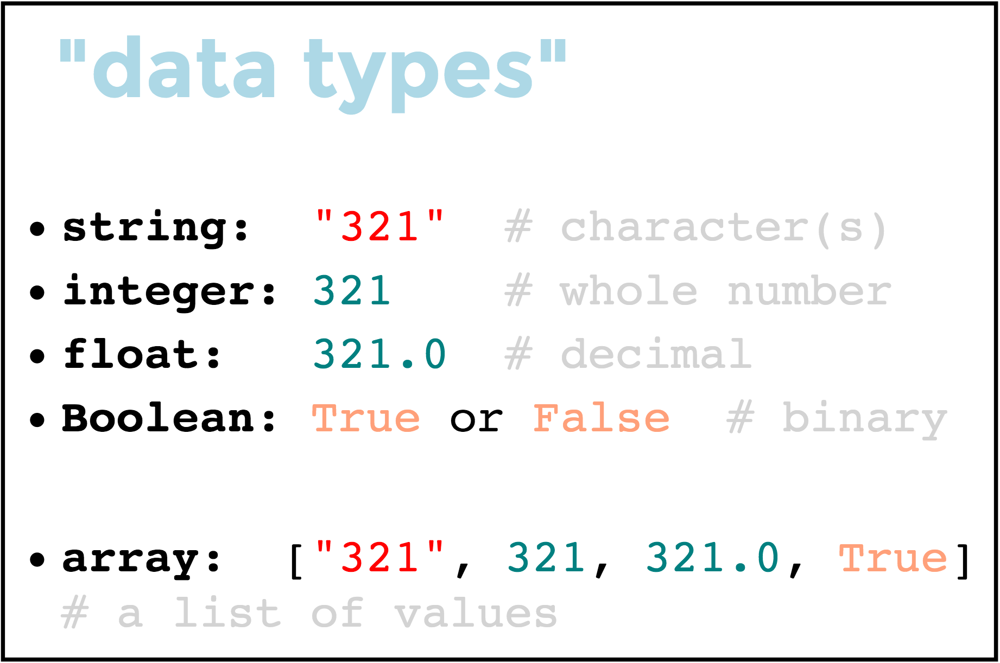 "data types"
• string: "321" # character(s)
• integer: 321 # whole number
• float: 321.0 # decimal
• Boolean: True or False # binary
• array: ["321", 321, 321.0, True]
# a list of values